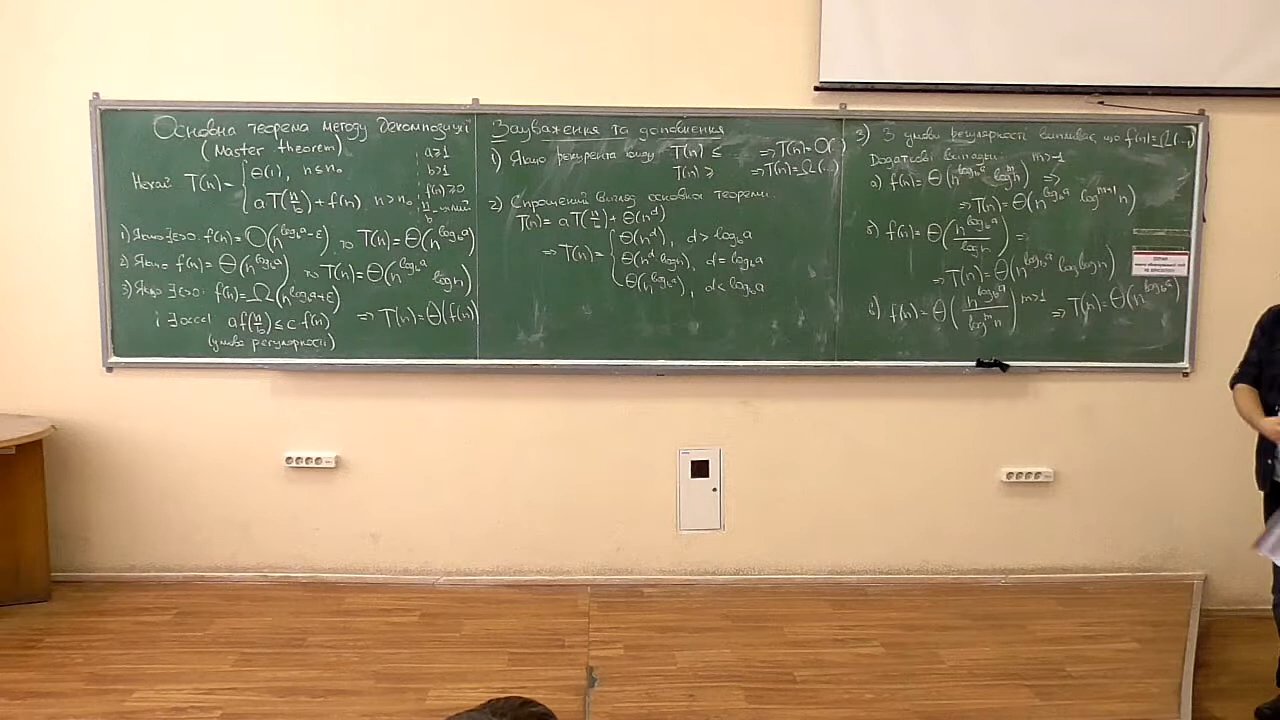 Основна теорема методу декомпозиції
(Master theorem)
Нехай T(n) = { Θ(1), n ≤ n₀
aT(n/b) + f(n), n > n₀
a ≥ 1
b > 1
f(n) ≥ 0
n/b - цілий
1) Якщо ∃ε>0: f(n) = O(n^(log_b a - ε)), то T(n) = Θ(n^(log_b a))
2) Якщо f(n) = Θ(n^(log_b a)), то T(n) = Θ(n^(log_b a) log n)
3) Якщо ∃ε>0: f(n) = Ω(n^(log_b a + ε))
і ∃ 0<c<1 af(n/b) ≤ c f(n) ⇒ T(n) = Θ(f(n))
(умова регулярності)
Зауваження та доповнення
1) Якщо рекурента виду T(n) ≤ ⇒ T(n) = O( )
T(n) ≥ ⇒ T(n) = Ω(...)
2) Спрощений вигляд основної теореми
T(n) = aT(n/b) + Θ(n^d)
⇒ T(n) = { Θ(n^d), d > log_b a
Θ(n^d log n), d = log_b a
Θ(n^(log_b a)), d < log_b a
3) З умови регулярності випливає, що f(n) = Ω(...)
Додаткові випадки: m>-1
а) f(n) = Θ(n^(log_b a) log^m n) ⇒
⇒ T(n) = Θ(n^(log_b a) log^(m+1) n)
б) f(n) = Θ(n^(log_b a) / log n) ⇒
⇒ T(n) = Θ(n^(log_b a) log log n)
в) f(n) = Θ(n^(log_b a) / log^m n) m>1 ⇒ T(n) = Θ(n^(log_b a))